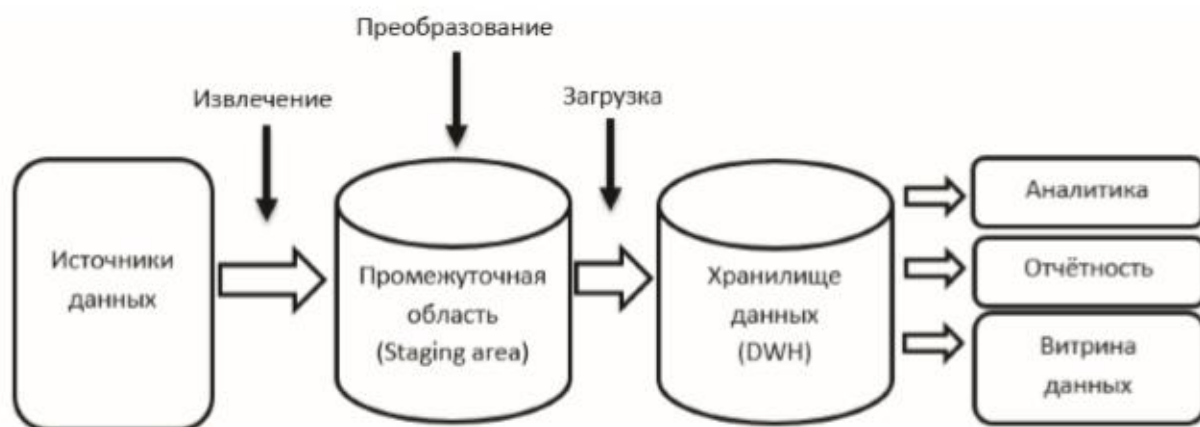 Преобразование
Извлечение
Загрузка
Источники
данных
Промежуточная
область
(Staging area)
Хранилище
данных
(DWH)
Аналитика
Отчётность
Витрина
данных